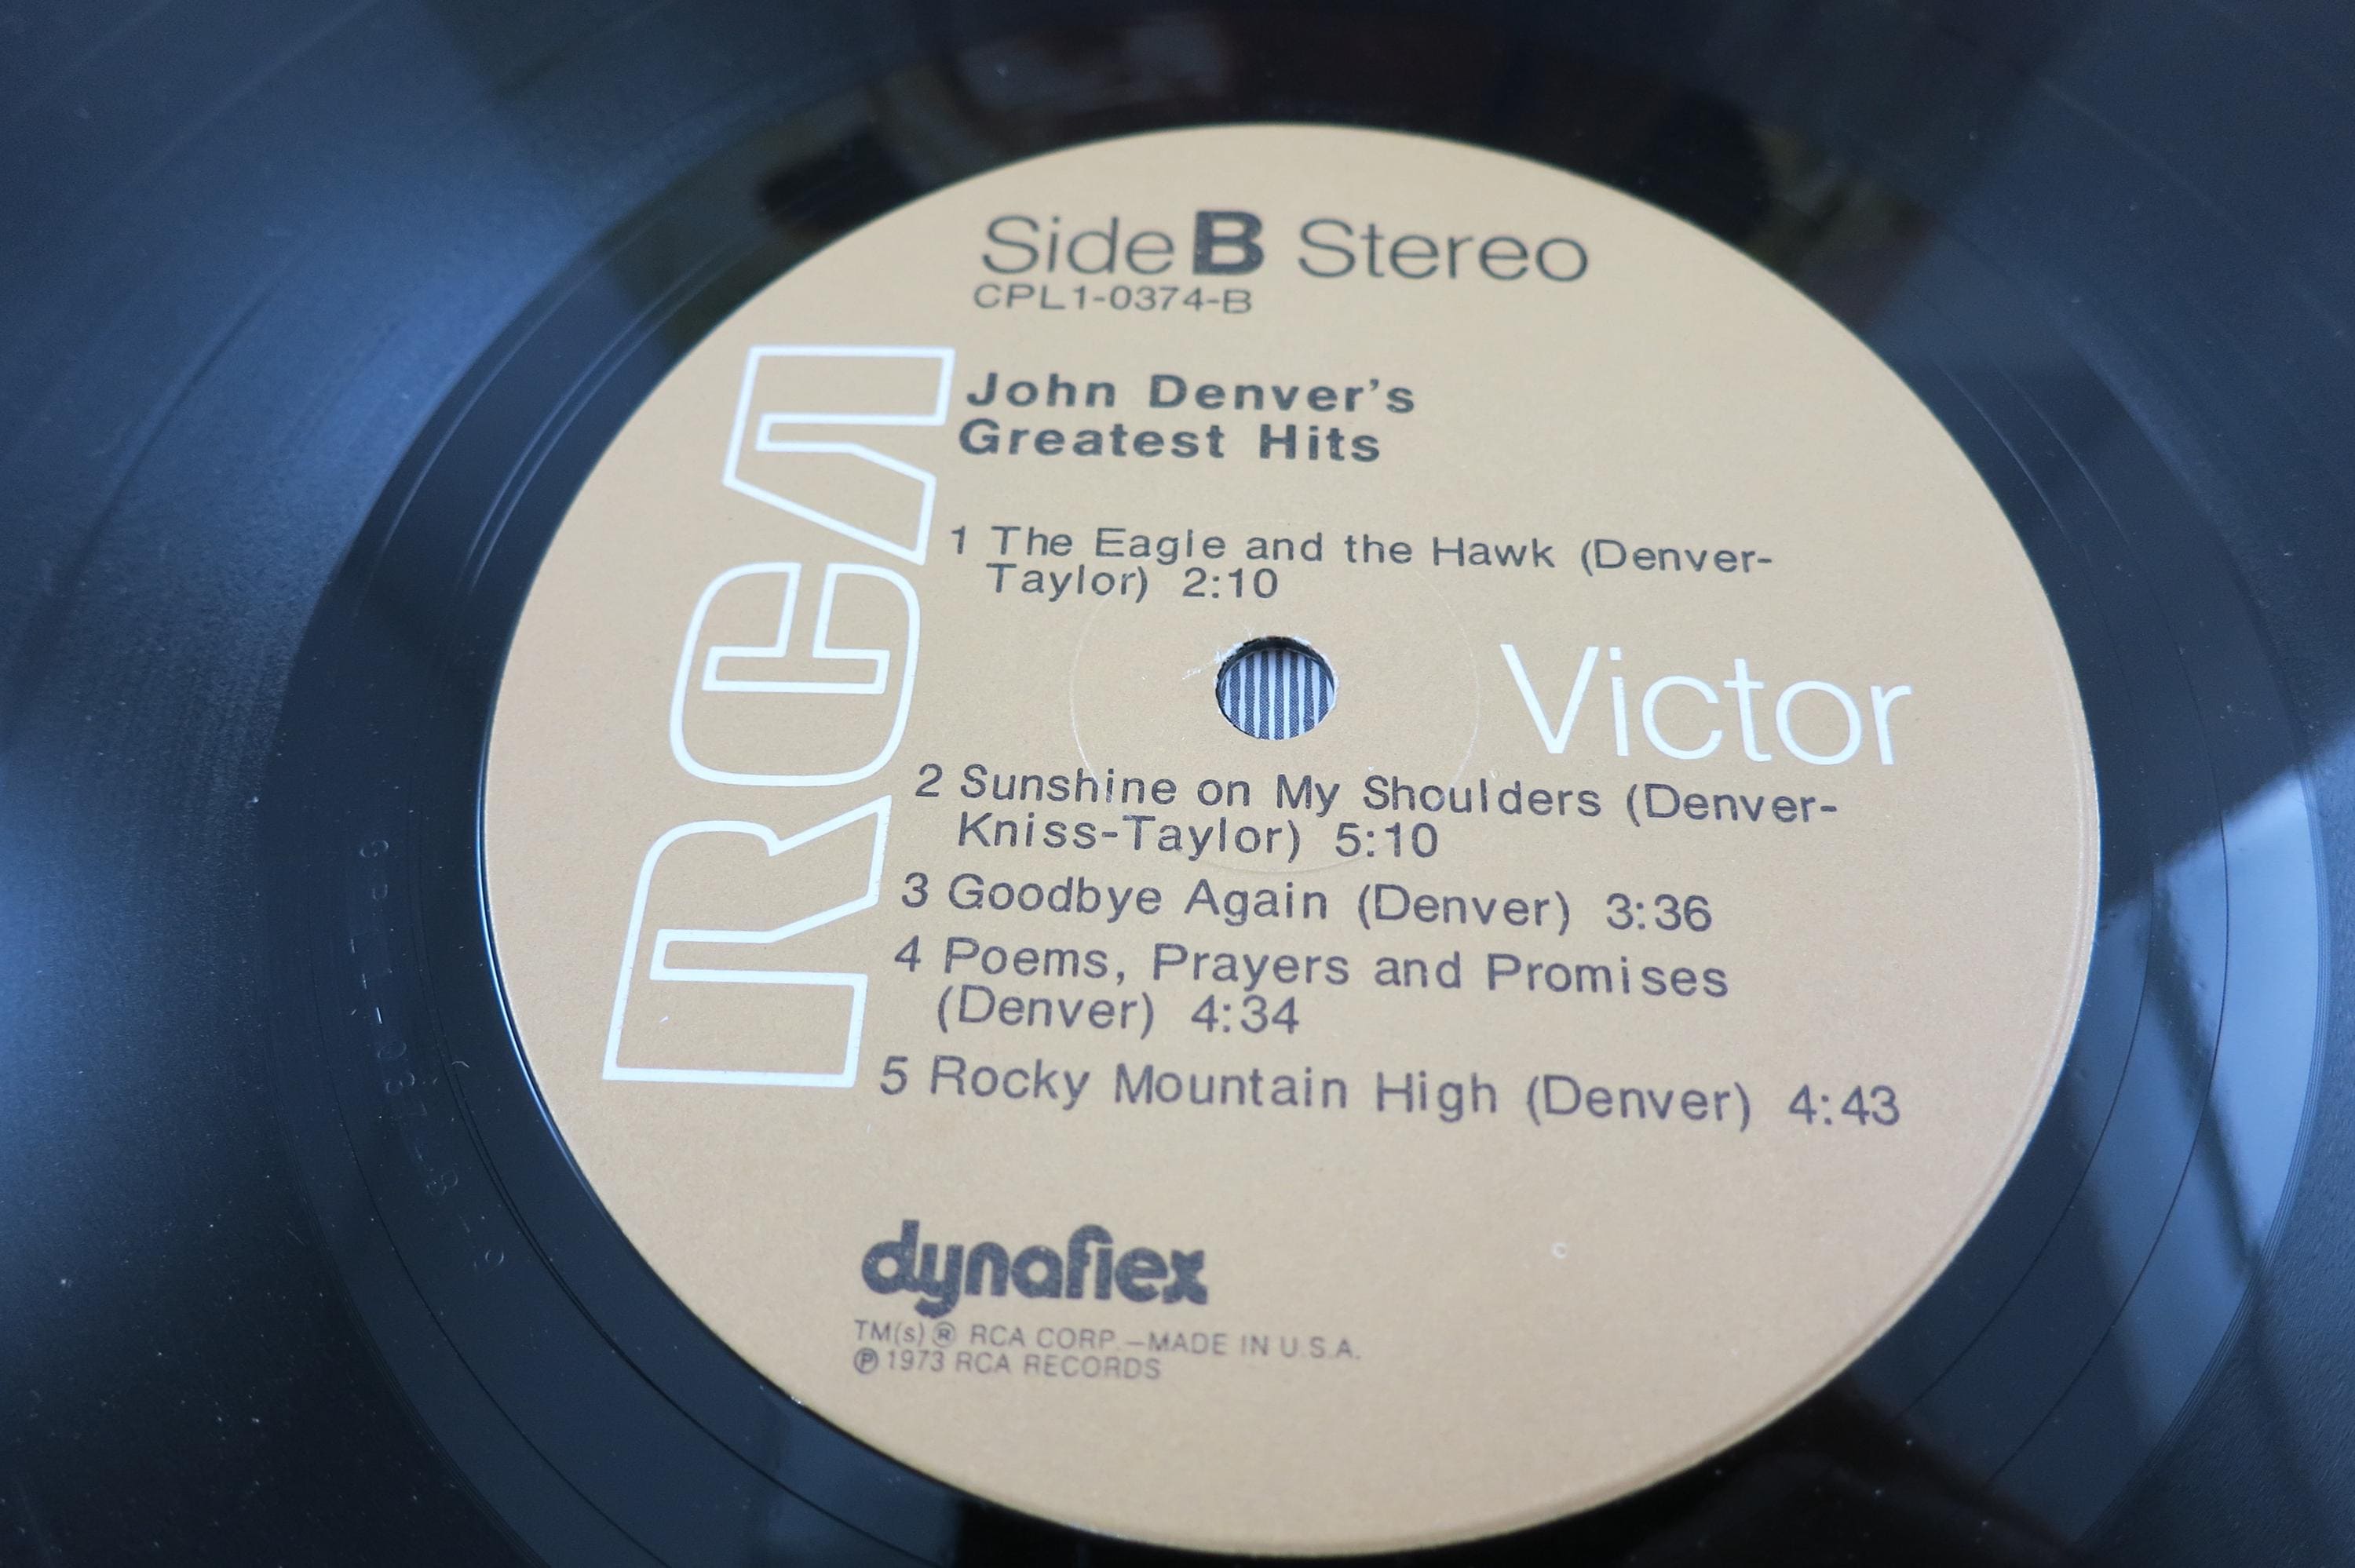 Side B Stereo
CPL1-0374-B
RCA
John Denver's
Greatest Hits
1 The Eagle and the Hawk (Denver-
Taylor) 2:10
Victor
2 Sunshine on My Shoulders (Denver-
Kniss-Taylor) 5:10
3 Goodbye Again (Denver) 3:36
4 Poems, Prayers and Promises
(Denver) 4:34
5 Rocky Mountain High (Denver) 4:43
dynaflex
TM(s) ® RCA CORP.—MADE IN U.S.A.
℗ 1973 RCA RECORDS